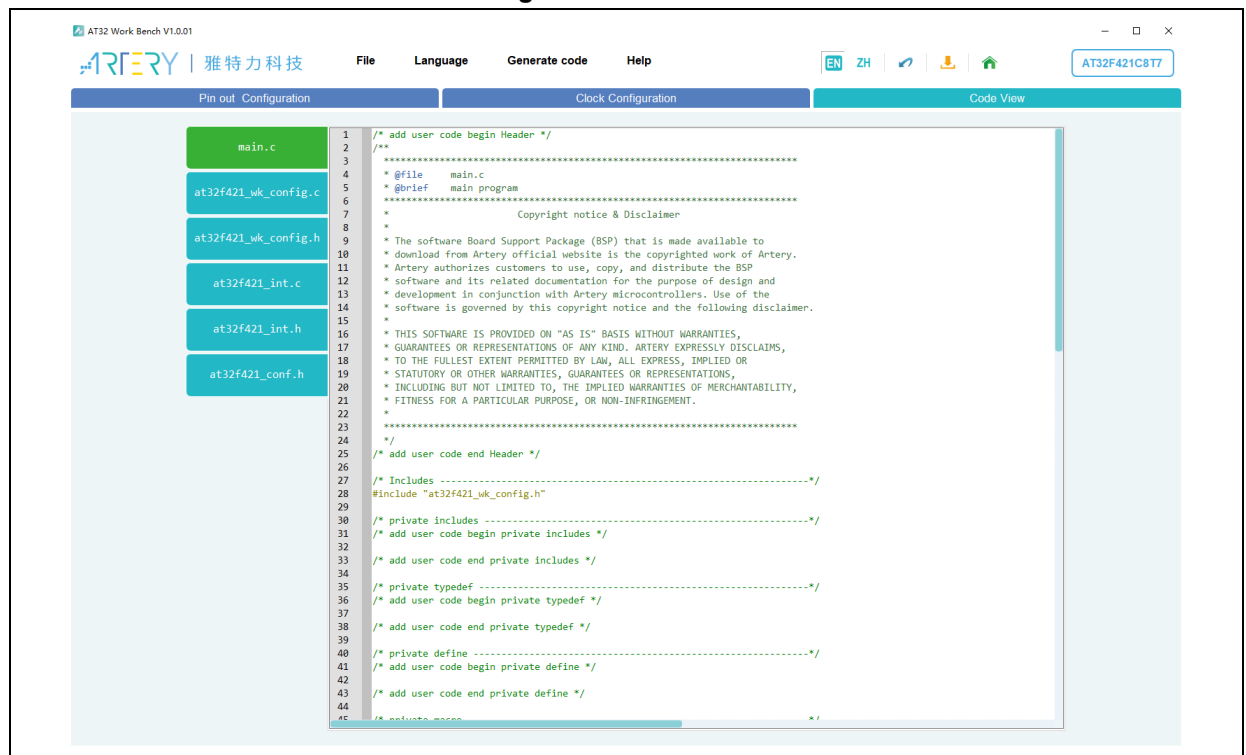 AT32 Work Bench V1.0.01
ARTERY 雅特力科技 File Language Generate code Help EN ZH AT32F421C8T7
Pin out Configuration Clock Configuration Code View
main.c
at32f421_wk_config.c
at32f421_wk_config.h
at32f421_int.c
at32f421_int.h
at32f421_conf.h
1 /* add user code begin Header */
2 /**
3 **************************************************************************
4 * @file main.c
5 * @brief main program
6 **************************************************************************
7 * Copyright notice & Disclaimer
8 *
9 * The software Board Support Package (BSP) that is made available to
10 * download from Artery official website is the copyrighted work of Artery.
11 * Artery authorizes customers to use, copy, and distribute the BSP
12 * software and its related documentation for the purpose of design and
13 * development in conjunction with Artery microcontrollers. Use of the
14 * software is governed by this copyright notice and the following disclaimer.
15 *
16 * THIS SOFTWARE IS PROVIDED ON "AS IS" BASIS WITHOUT WARRANTIES,
17 * GUARANTEES OR REPRESENTATIONS OF ANY KIND. ARTERY EXPRESSLY DISCLAIMS,
18 * TO THE FULLEST EXTENT PERMITTED BY LAW, ALL EXPRESS, IMPLIED OR
19 * STATUTORY OR OTHER WARRANTIES, GUARANTEES OR REPRESENTATIONS,
20 * INCLUDING BUT NOT LIMITED TO, THE IMPLIED WARRANTIES OF MERCHANTABILITY,
21 * FITNESS FOR A PARTICULAR PURPOSE, OR NON-INFRINGEMENT.
22 *
23 **************************************************************************
24 */
25 /* add user code end Header */
26
27 /* Includes ------------------------------------------------------------------*/
28 #include "at32f421_wk_config.h"
29
30 /* private includes ----------------------------------------------------------*/
31 /* add user code begin private includes */
32
33 /* add user code end private includes */
34
35 /* private typedef -----------------------------------------------------------*/
36 /* add user code begin private typedef */
37
38 /* add user code end private typedef */
39
40 /* private define ------------------------------------------------------------*/
41 /* add user code begin private define */
42
43 /* add user code end private define */
44